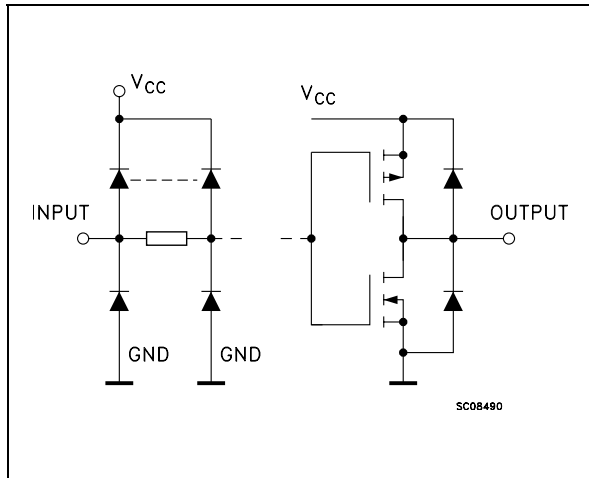 VCC
VCC
INPUT
OUTPUT
GND
GND
SC08490